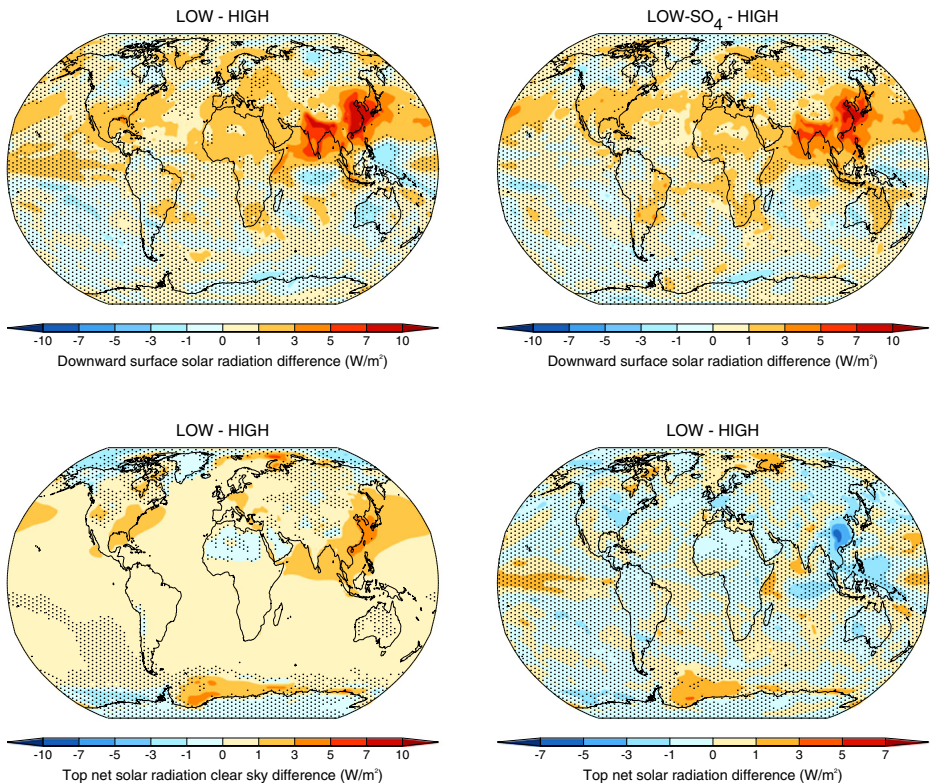 LOW - HIGH
LOW-SO4 - HIGH
-10 -7 -5 -3 -1 0 1 3 5 7 10
Downward surface solar radiation difference (W/m²)
-10 -7 -5 -3 -1 0 1 3 5 7 10
Downward surface solar radiation difference (W/m²)
LOW - HIGH
LOW - HIGH
-10 -7 -5 -3 -1 0 1 3 5 7 10
Top net solar radiation clear sky difference (W/m²)
-7 -5 -3 -1 0 1 3 5 7
Top net solar radiation difference (W/m²)